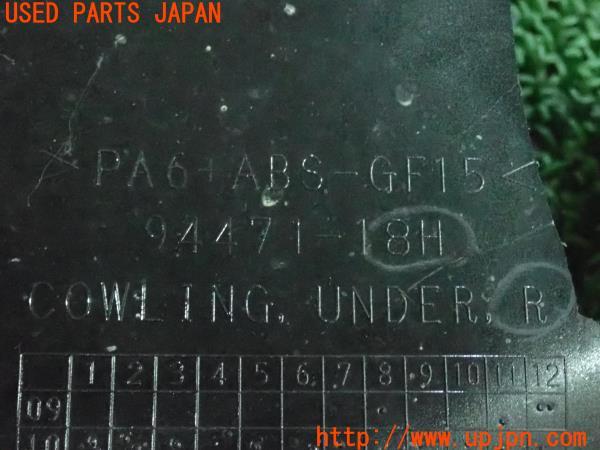 USED PARTS JAPAN
>PA6+ABS-GF15<
94471-18H
COWLING, UNDER, R
1 2 3 4 5 6 7 8 9 10 11 12
09
10
http://www.upjpn.com